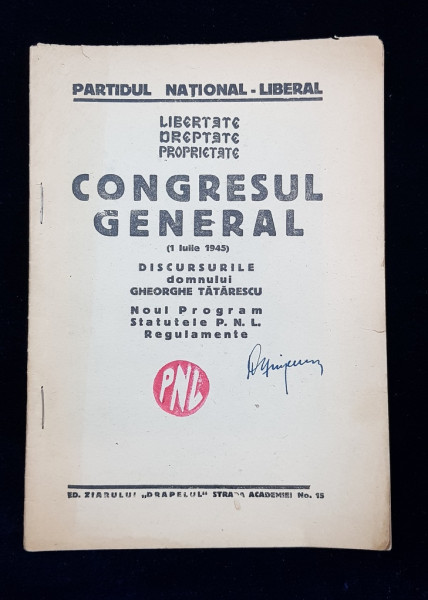 PARTIDUL NAȚIONAL-LIBERAL
LIBERTATE
DREPTATE
PROPRIETATE
CONGRESUL
GENERAL
(1 Iulie 1945)
DISCURSURILE
domnului
GHEORGHE TĂTĂRESCU
Noul Program
Statutele P. N. L.
Regulamente
PNL
ED. ZIARULUI „DRAPELUL" STRADA ACADEMIEI No. 15